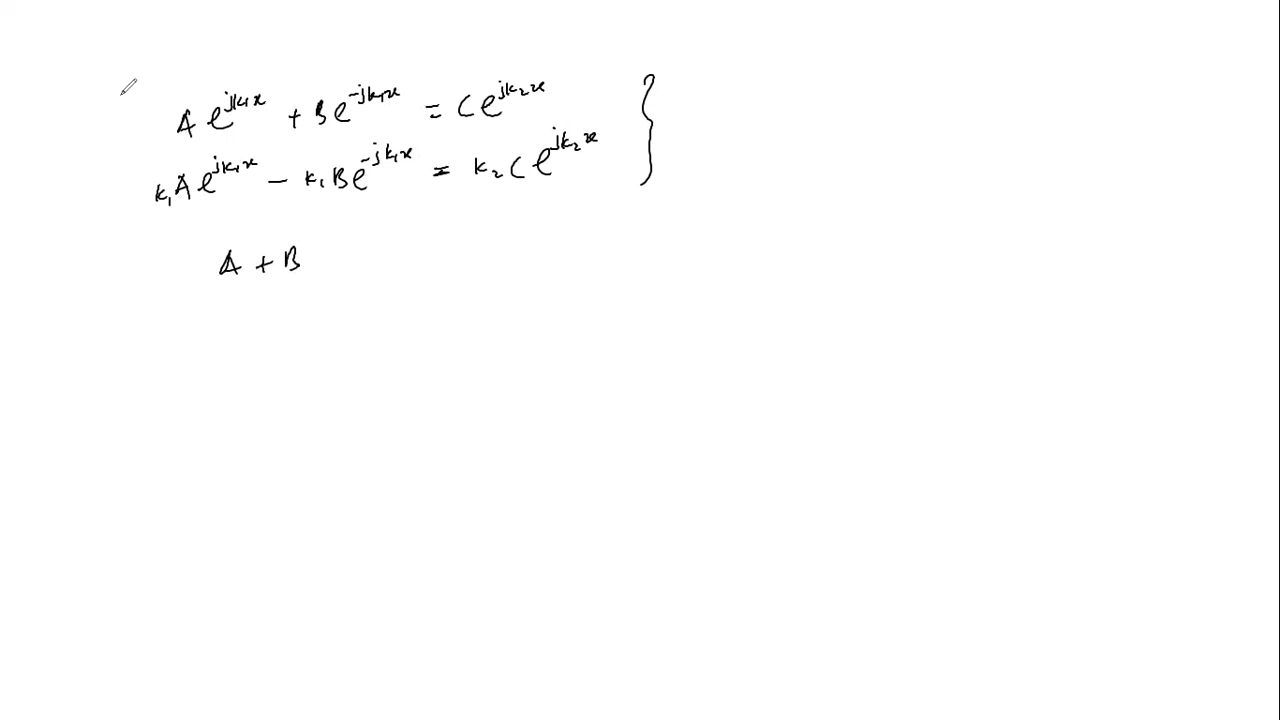 A e^{jk₁x} + B e^{-jk₁x} = C e^{jk₂x}
k₁A e^{jk₁x} - k₁B e^{-jk₁x} = k₂C e^{jk₂x}
A + B